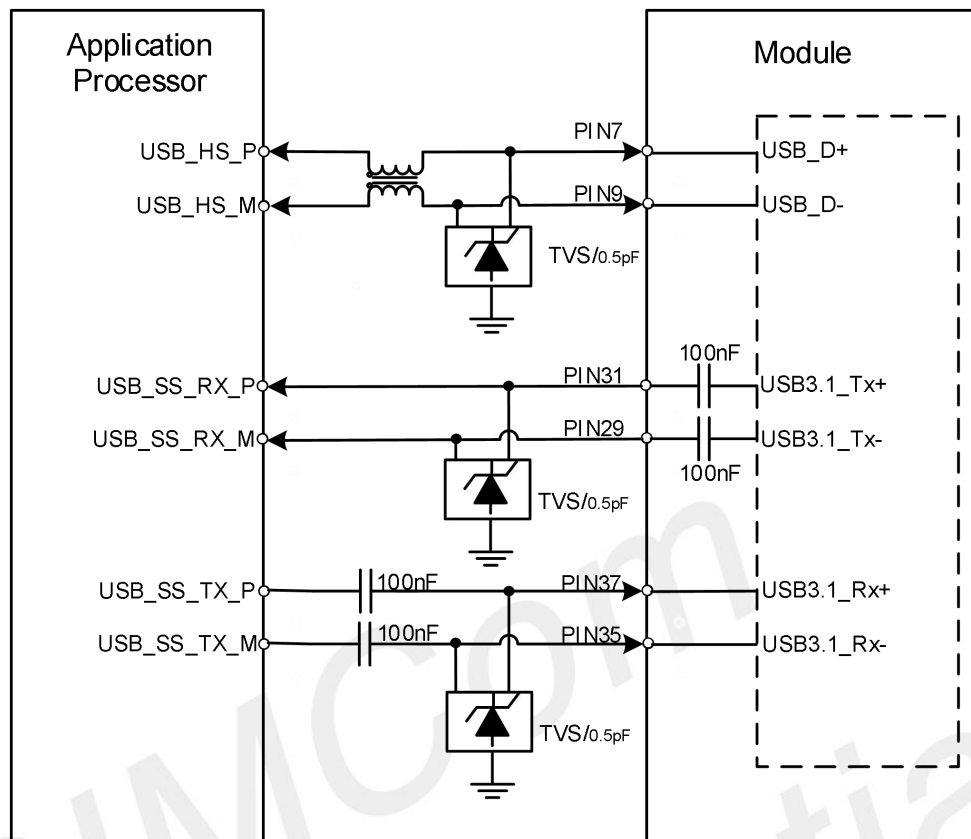 Application
Processor
Module
USB_HS_P
PIN7
USB_D+
USB_HS_M
PIN9
USB_D-
TVS/0.5pF
100nF
USB_SS_RX_P
PIN31
USB3.1_Tx+
USB_SS_RX_M
PIN29
USB3.1_Tx-
100nF
TVS/0.5pF
USB_SS_TX_P
100nF
PIN37
USB3.1_Rx+
USB_SS_TX_M
100nF
PIN35
USB3.1_Rx-
TVS/0.5pF